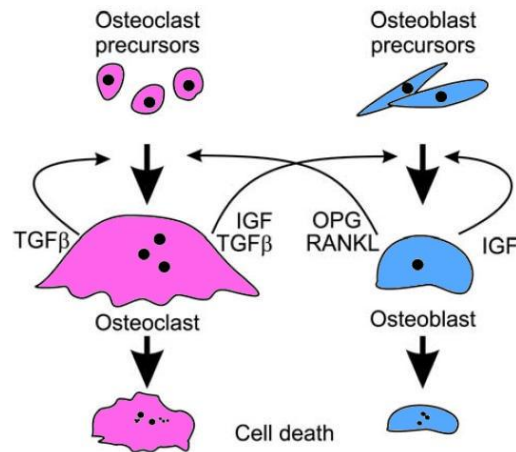 Osteoclast
precursors
Osteoblast
precursors
TGFβ
IGF
TGFβ
OPG
RANKL
IGF
Osteoclast
Osteoblast
Cell death